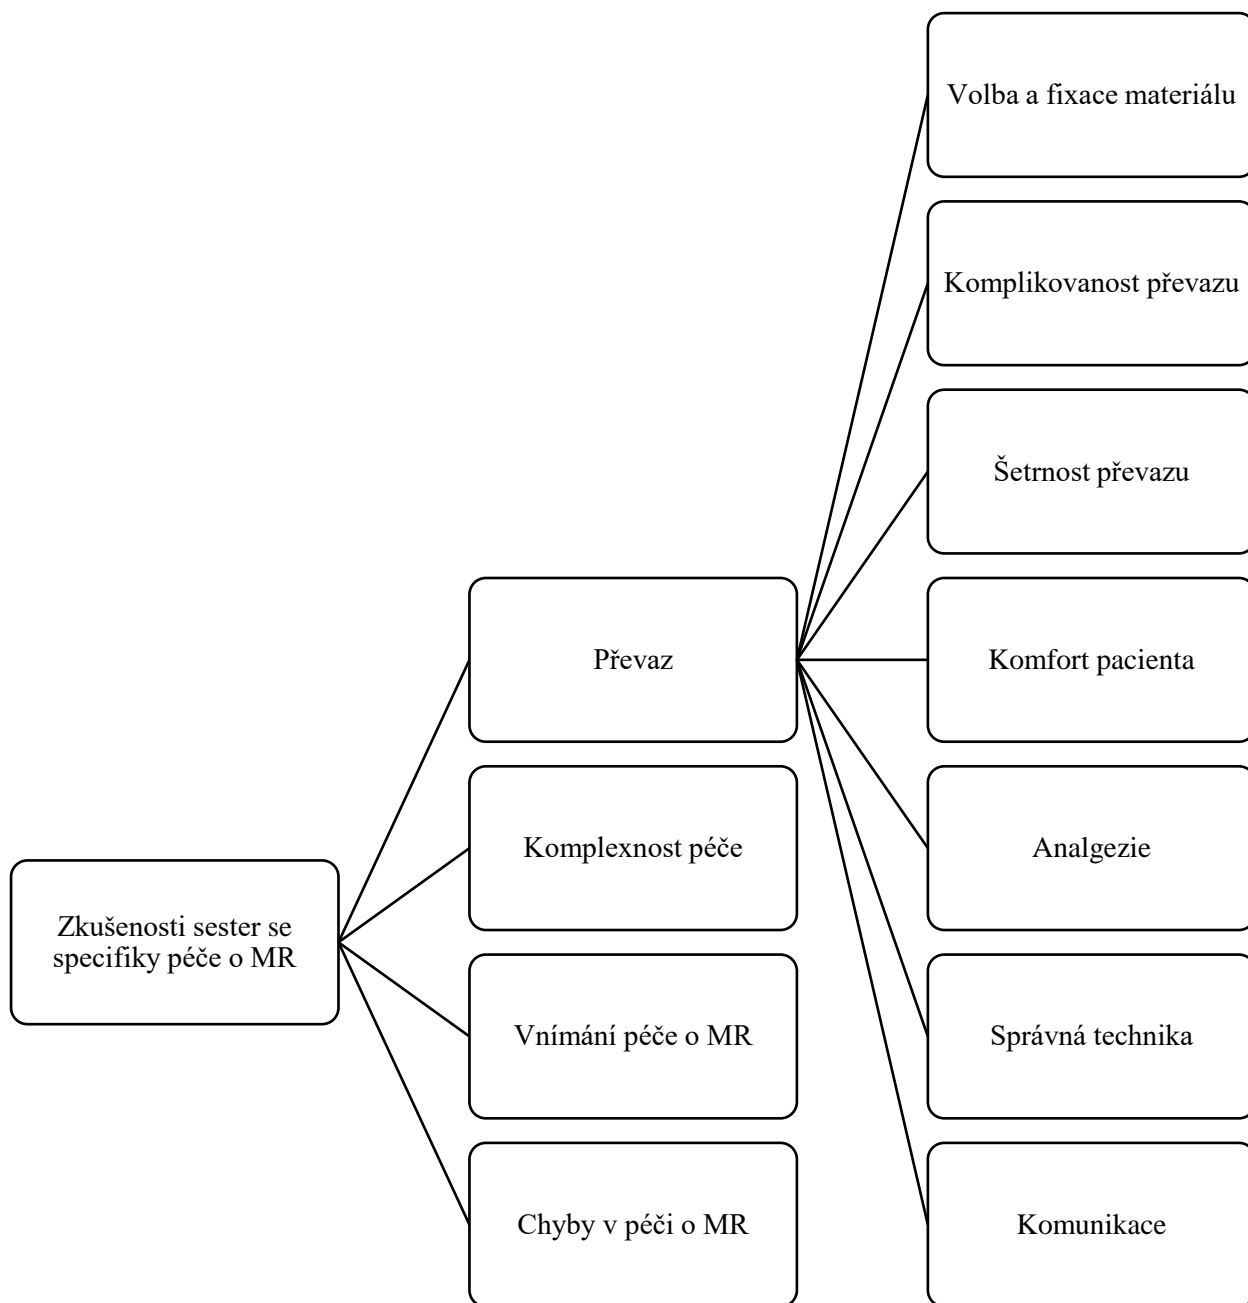 Zkušenosti sester se
specifiky péče o MR
Převaz
Komplexnost péče
Vnímání péče o MR
Chyby v péči o MR
Volba a fixace materiálu
Komplikovanost převazu
Šetrnost převazu
Komfort pacienta
Analgezie
Správná technika
Komunikace